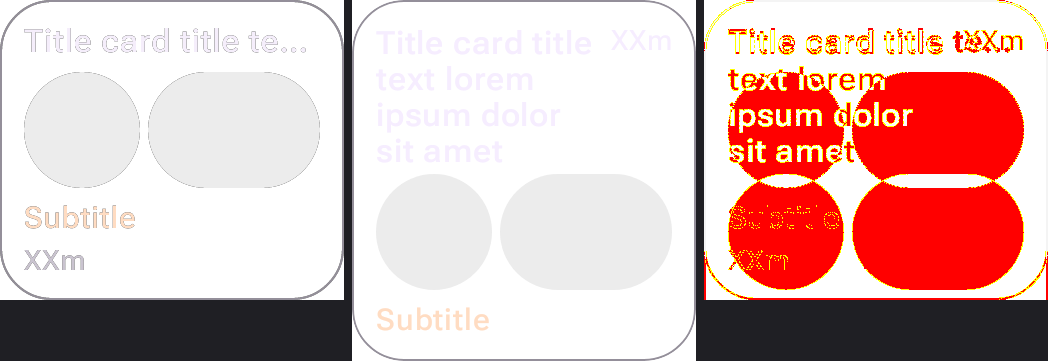 Title card title te...
Subtitle
XXm
Title card title XXm
text lorem
ipsum dolor
sit amet
Subtitle
Title card title te... XXm
text lorem
ipsum dolor
sit amet
Subtitle
XXm